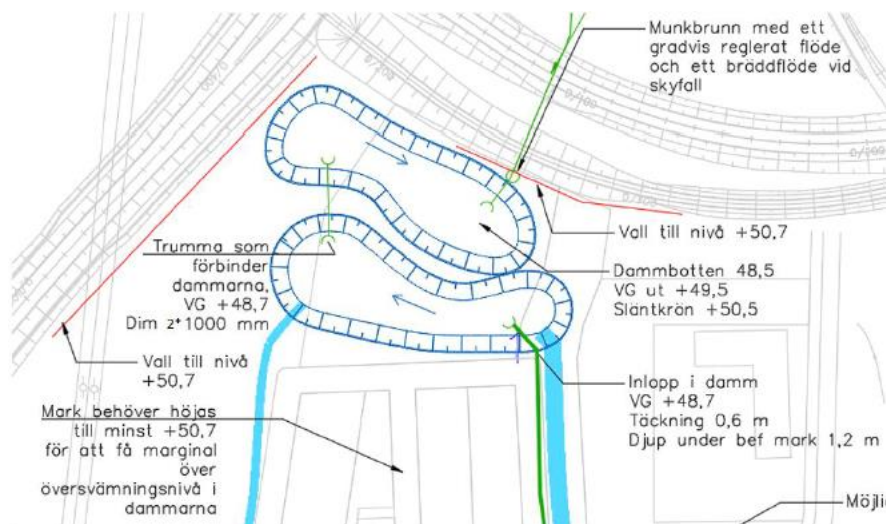 Munkbrunn med ett
gradvis reglerat flöde
och ett bräddflöde vid
skyfall
Trumma som
förbinder
dammarna,
VG +48,7
Dim 2*1000 mm
Vall till nivå +50,7
Dammbotten 48,5
VG ut +49,5
Släntkrön +50,5
Vall till nivå
+50,7
Inlopp i damm
VG +48,7
Täckning 0,6 m
Djup under bef mark 1,2 m
Mark behöver höjas
till minst +50,7
för att få marginal
över
översvämningsnivå i
dammarna
Möjli